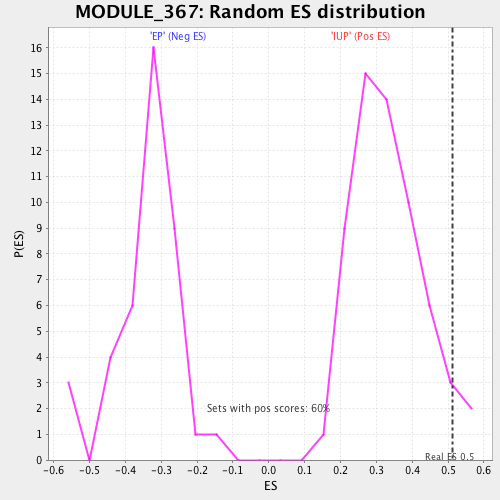 MODULE_367: Random ES distribution
'EP' (Neg ES)
'IUP' (Pos ES)
16
15
14
13
12
11
10
9
8
7
6
5
4
3
2
1
0
P(ES)
Sets with pos scores: 60%
Real ES 0.5
−0.6 −0.5 −0.4 −0.3 −0.2 −0.1 0.0 0.1 0.2 0.3 0.4 0.5 0.6
ES